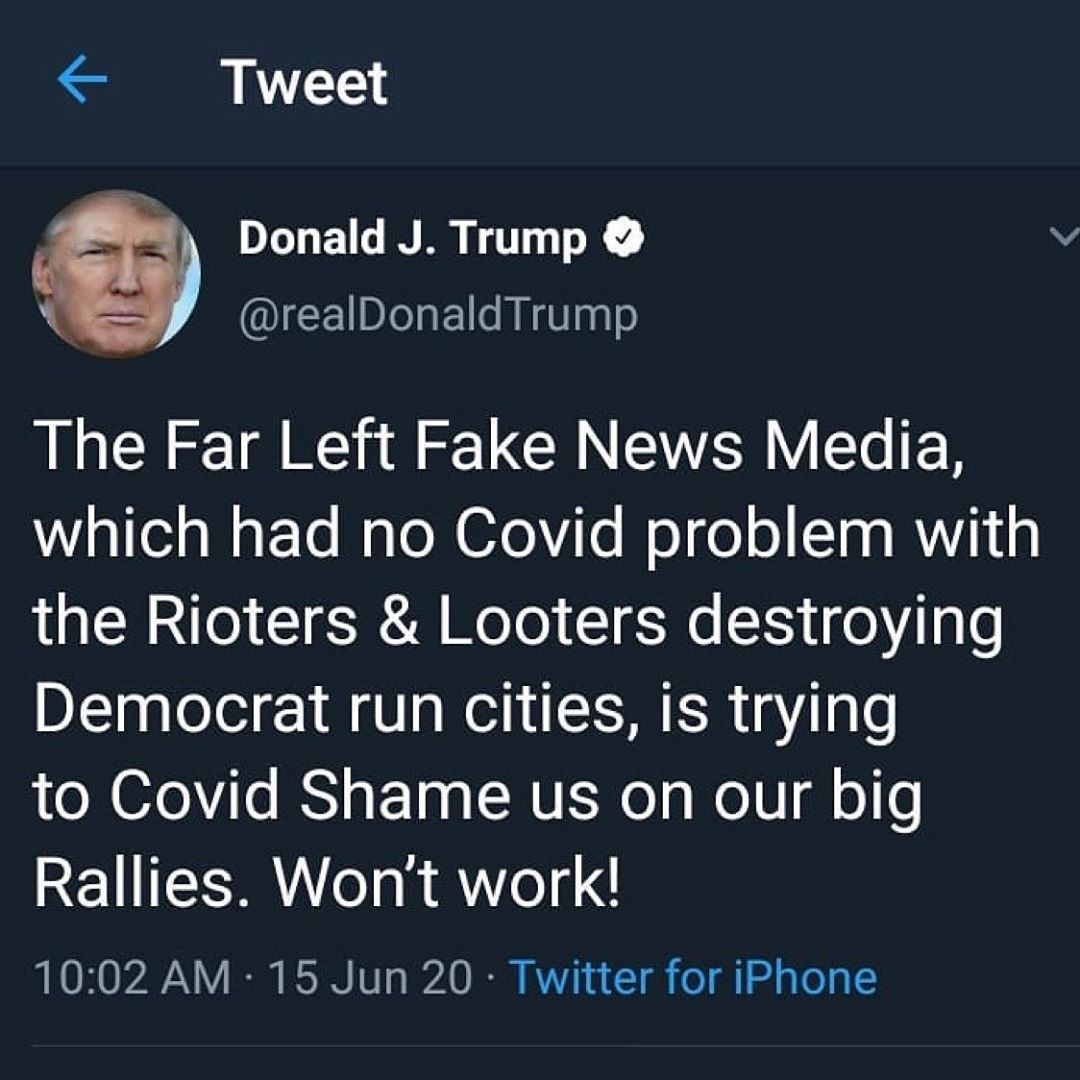 Tweet
Donald J. Trump
@realDonaldTrump
The Far Left Fake News Media,
which had no Covid problem with
the Rioters & Looters destroying
Democrat run cities, is trying
to Covid Shame us on our big
Rallies. Won’t work!
10:02 AM · 15 Jun 20 · Twitter for iPhone